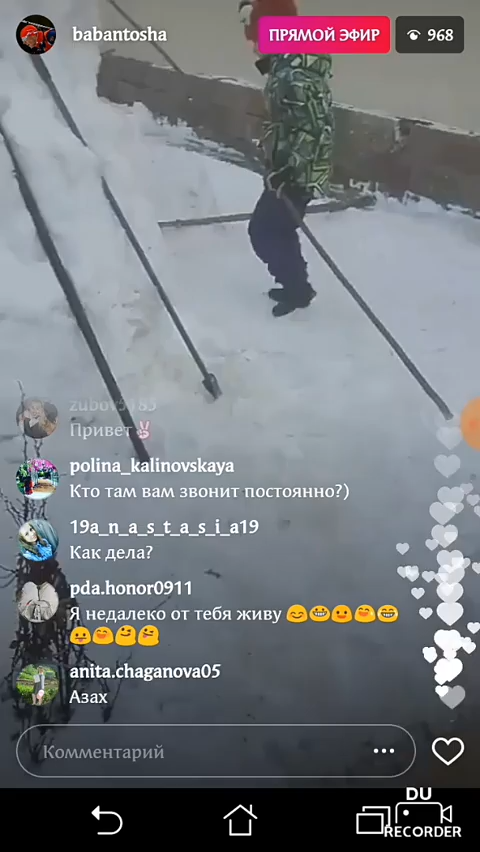 babantosha
ПРЯМОЙ ЭФИР
968
zubov5185
Привет
polina_kalinovskaya
Кто там вам звонит постоянно?)
19a_n_a_s_t_a_s_i_a19
Как дела?
pda.honor0911
Я недалеко от тебя живу 😊😁😃😄😂
😃😄😀😜
anita.chaganova05
Азах
Комментарий
DU
RECORDER